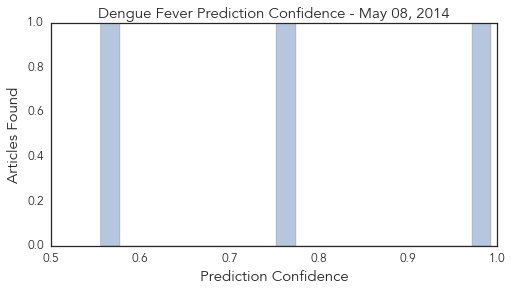 Dengue Fever Prediction Confidence - May 08, 2014
1.0
0.8
0.6
0.4
0.2
0.0
Articles Found
0.5 0.6 0.7 0.8 0.9 1.0
Prediction Confidence